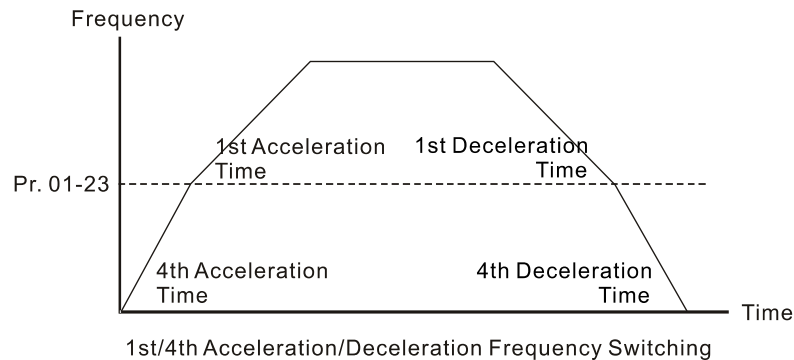 Frequency
1st Acceleration
Time
1st Deceleration
Time
Pr. 01-23
4th Acceleration
Time
4th Deceleration
Time
Time
1st/4th Acceleration/Deceleration Frequency Switching